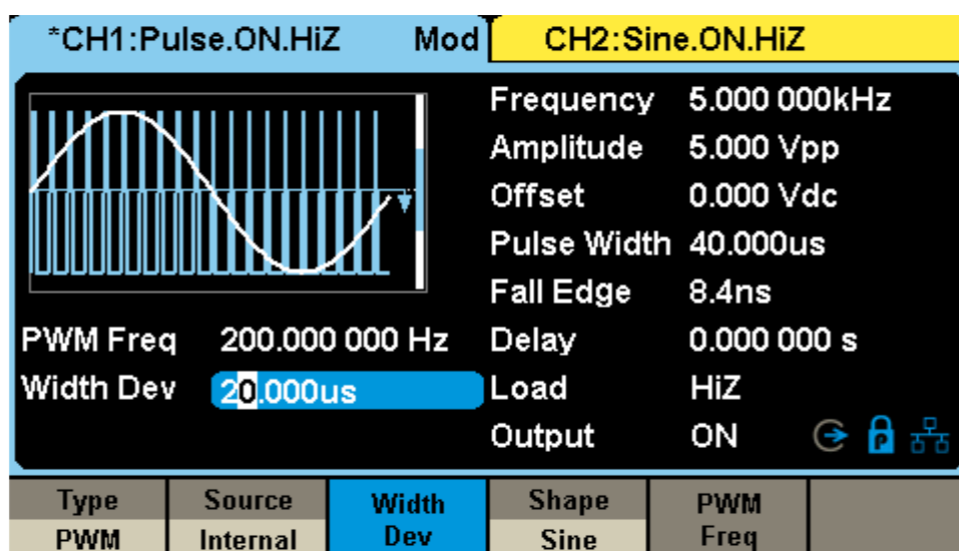 *CH1:Pulse.ON.HiZ Mod CH2:Sine.ON.HiZ
Frequency 5.000 000kHz
Amplitude 5.000 Vpp
Offset 0.000 Vdc
Pulse Width 40.000us
Fall Edge 8.4ns
PWM Freq 200.000 000 Hz Delay 0.000 000 s
Width Dev 20.000us Load HiZ
Output ON P
Type Source Width Dev Shape PWM Freq
PWM Internal Sine